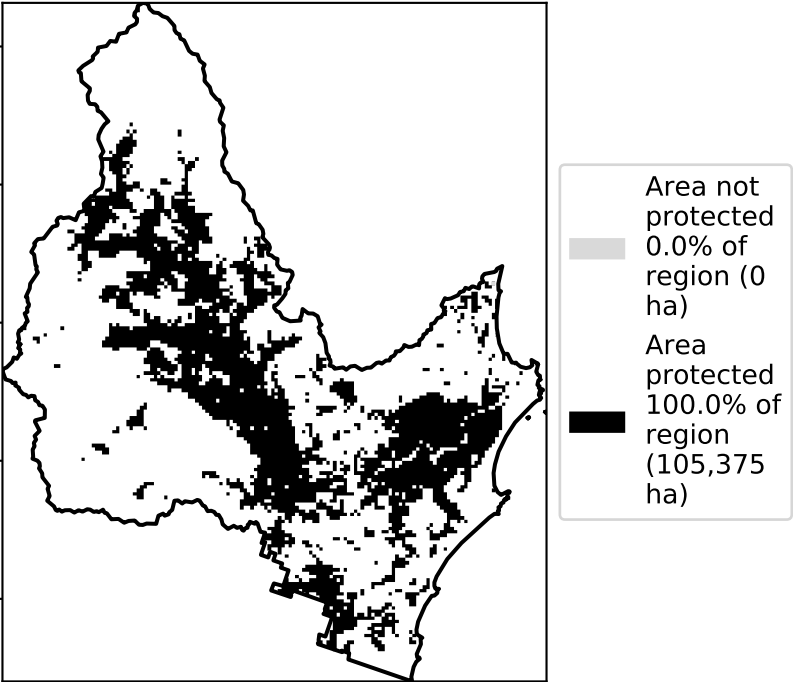 Area not
protected
0.0% of
region (0
ha)
Area
protected
100.0% of
region
(105,375
ha)